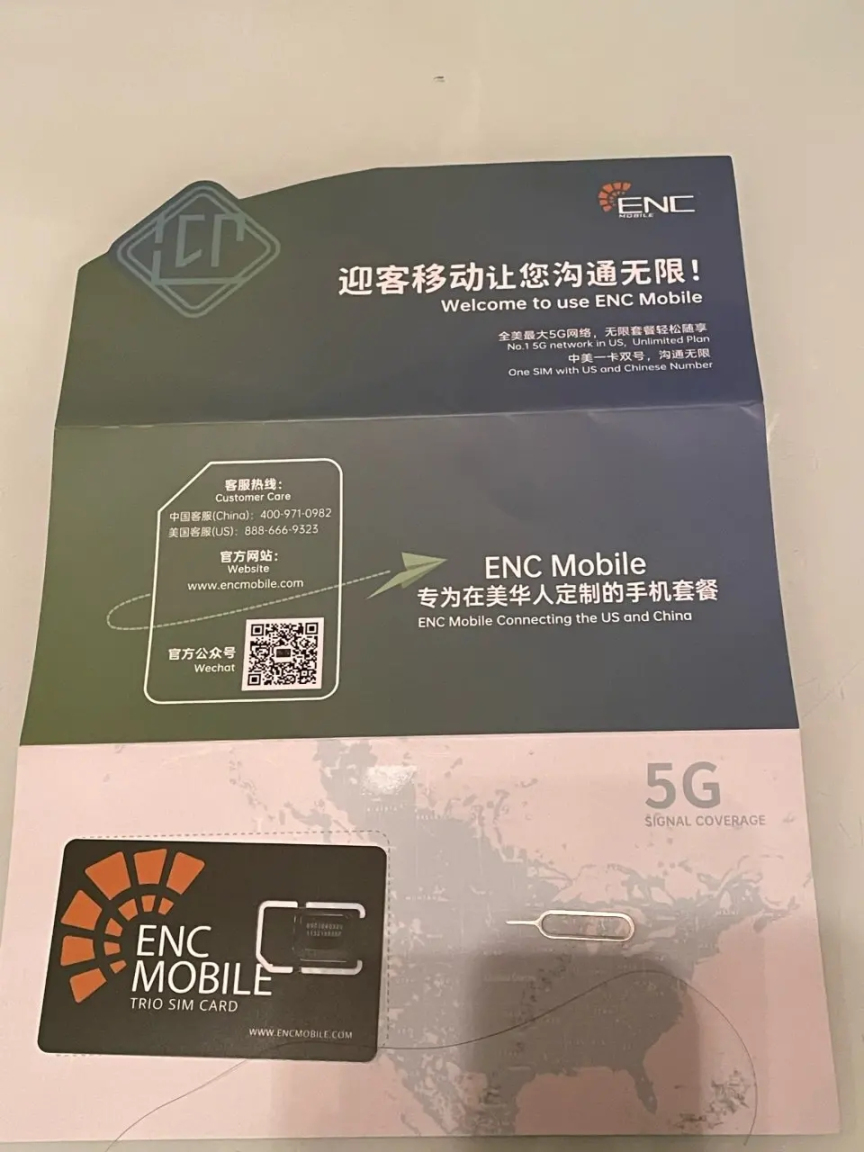 ENC
MOBILE
迎客移动让您沟通无限！
Welcome to use ENC Mobile
全美最大5G网络，无限套餐轻松随享
No.1 5G network in US, Unlimited Plan
中美一卡双号，沟通无限
One SIM with US and Chinese Number
客服热线：
Customer Care
中国客服(China)：400-971-0982
美国客服(US)：888-666-9323
官方网站：
Website
www.encmobile.com
官方公众号
Wechat
ENC Mobile
专为在美华人定制的手机套餐
ENC Mobile Connecting the US and China
5G
SIGNAL COVERAGE
ENC
MOBILE
TRIO SIM CARD
WWW.ENCMOBILE.COM